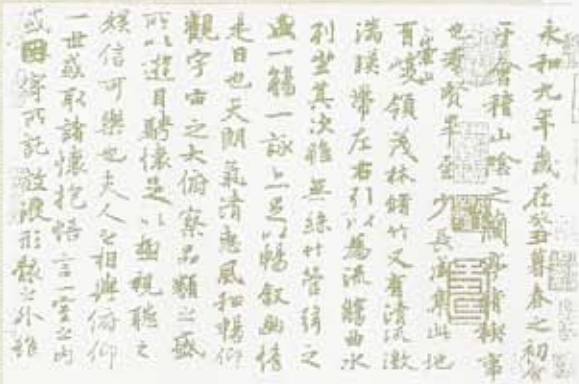 永和九年歲在癸丑暮春之初會
于會稽山陰之蘭亭脩稧事
也群賢畢至少長咸集此地
有崇山峻領茂林脩竹又有清流激
湍暎帶左右引以為流觴曲水
列坐其次雖無絲竹管弦之
盛一觴一詠亦足以暢敘幽情
是日也天朗氣清惠風和暢仰
觀宇宙之大俯察品類之盛
所以遊目騁懷足以極視聽之
娛信可樂也夫人之相與俯仰
一世或取諸懷抱悟言一室之內
或因寄所託放浪形骸之外雖